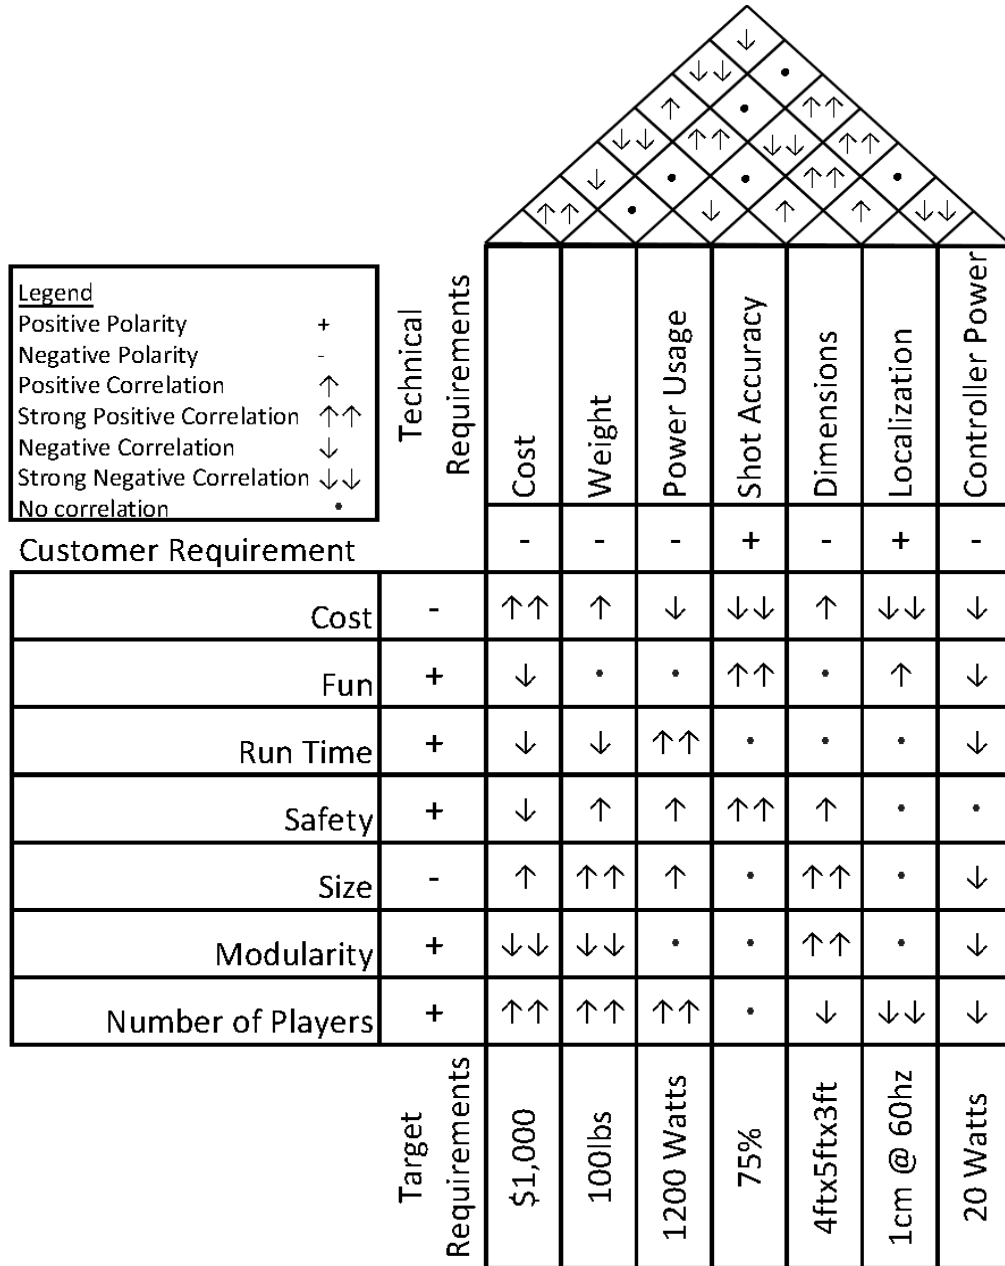 ↓
↓↓ •
↑ • ↑↑
↓↓ ↑↑ ↓↓ ↑↑
↓ • • ↑↑ •
↑↑ • ↓ ↑ ↑ ↓↓
Legend
Positive Polarity +
Negative Polarity -
Positive Correlation ↑
Strong Positive Correlation ↑↑
Negative Correlation ↓
Strong Negative Correlation ↓↓
No correlation •
Technical
Requirements
Cost
Weight
Power Usage
Shot Accuracy
Dimensions
Localization
Controller Power
Customer Requirement
- - - + - + -
Cost - ↑↑ ↑ ↓ ↓↓ ↑ ↓↓ ↓
Fun + ↓ • • ↑↑ • ↑ ↓
Run Time + ↓ ↓ ↑↑ • • • ↓
Safety + ↓ ↑ ↑ ↑↑ ↑ • •
Size - ↑ ↑↑ ↑ • ↑↑ • ↓
Modularity + ↓↓ ↓↓ • • ↑↑ • ↓
Number of Players + ↑↑ ↑↑ ↑↑ • ↓ ↓↓ ↓
Target
Requirements
$1,000
100lbs
1200 Watts
75%
4ftx5ftx3ft
1cm @ 60hz
20 Watts